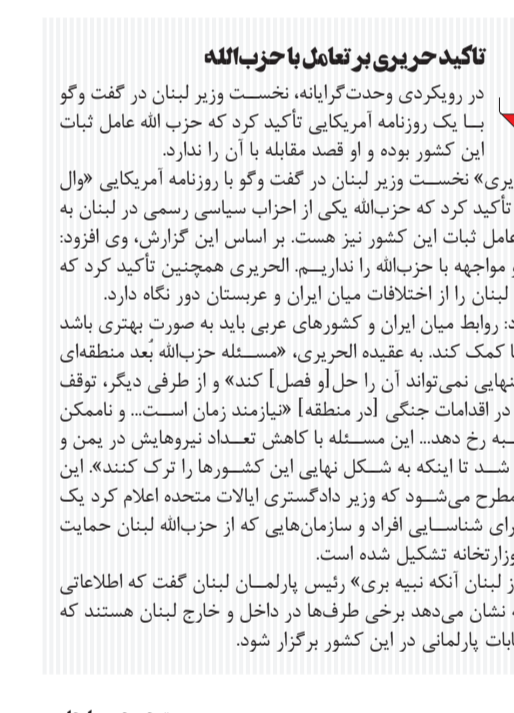 تاکید حریری بر تعامل با حزب‌الله
در رویکردی وحدت‌گرایانه، نخست وزیر لبنان در گفت وگو
با یک روزنامه آمریکایی تأکید کرد که حزب الله عامل ثبات
این کشور بوده و او قصد مقابله با آن را ندارد.
یری» نخست وزیر لبنان در گفت وگو با روزنامه آمریکایی «وال
تأکید کرد که حزب‌الله یکی از احزاب سیاسی رسمی در لبنان به
عامل ثبات این کشور نیز هست. بر اساس این گزارش، وی افزود:
و مواجهه با حزب‌الله را نداریم. الحریری همچنین تأکید کرد که
لبنان را از اختلافات میان ایران و عربستان دور نگاه دارد.
د: روابط میان ایران و کشورهای عربی باید به صورت بهتری باشد
ا کمک کند. به عقیده الحریری، «مسئله حزب‌الله بُعد منطقه‌ای
نهایی نمی‌تواند آن را حل[و فصل] کند» و از طرفی دیگر، توقف
در اقدامات جنگی [در منطقه] «نیازمند زمان است... و ناممکن
به رخ دهد... این مسئله با کاهش تعداد نیروهایش در یمن و
شد تا اینکه به شکل نهایی این کشورها را ترک کنند». این
مطرح می‌شود که وزیر دادگستری ایالات متحده اعلام کرد یک
رای شناسایی افراد و سازمان‌هایی که از حزب‌الله لبنان حمایت
وزارتخانه تشکیل شده است.
ز لبنان آنکه نبیه بری» رئیس پارلمان لبنان گفت که اطلاعاتی
نشان می‌دهد برخی طرف‌ها در داخل و خارج لبنان هستند که
ابات پارلمانی در این کشور برگزار شود.